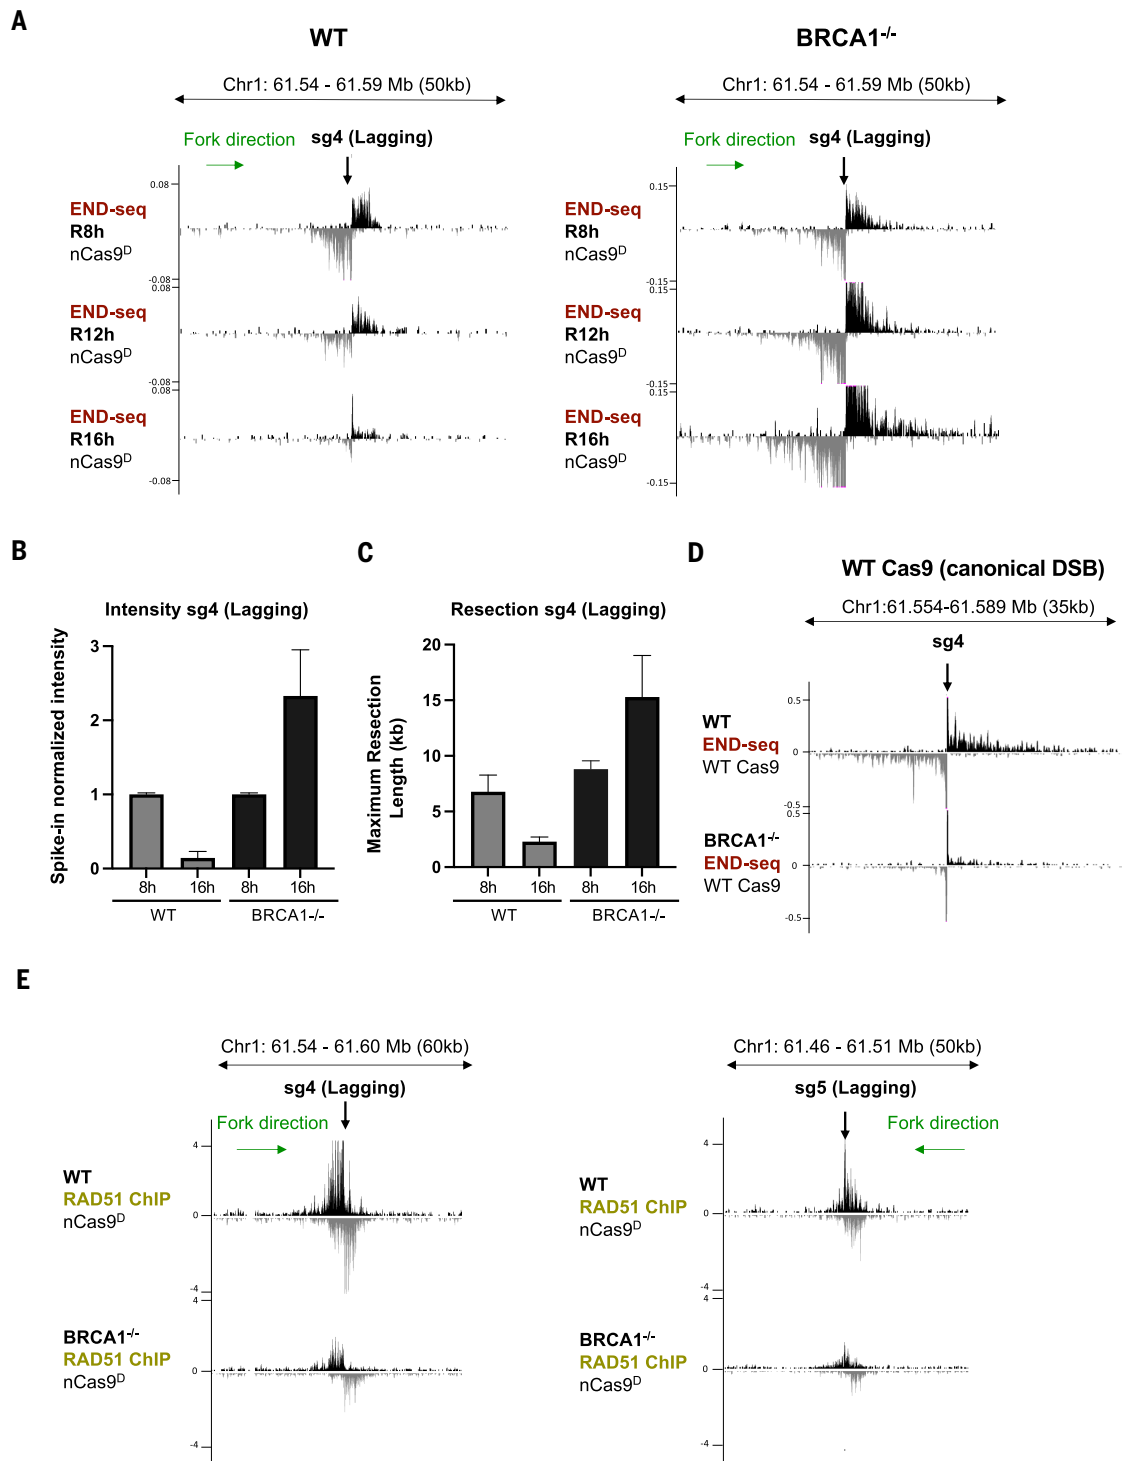 A
WT
BRCA1-/-
Chr1: 61.54 - 61.59 Mb (50kb)
Chr1: 61.54 - 61.59 Mb (50kb)
Fork direction
sg4 (Lagging)
Fork direction
sg4 (Lagging)
0.08
END-seq
R8h
nCas9D
-0.08
0.15
END-seq
R8h
nCas9D
-0.15
0.08
END-seq
R12h
nCas9D
-0.08
0.15
END-seq
R12h
nCas9D
-0.15
0.08
END-seq
R16h
nCas9D
-0.08
0.15
END-seq
R16h
nCas9D
-0.15
B
Intensity sg4 (Lagging)
Spike-in normalized intensity
3
2
1
0
8h
16h
8h
16h
WT
BRCA1-/-
C
Resection sg4 (Lagging)
Maximum Resection
Length (kb)
20
15
10
5
0
8h
16h
8h
16h
WT
BRCA1-/-
D
WT Cas9 (canonical DSB)
Chr1:61.554-61.589 Mb (35kb)
sg4
0.5
0
-0.5
WT
END-seq
WT Cas9
0.5
0
-0.5
BRCA1-/-
END-seq
WT Cas9
E
Chr1: 61.54 - 61.60 Mb (60kb)
sg4 (Lagging)
Fork direction
4
0
-4
WT
RAD51 ChIP
nCas9D
4
0
-4
BRCA1-/-
RAD51 ChIP
nCas9D
Chr1: 61.46 - 61.51 Mb (50kb)
sg5 (Lagging)
Fork direction
4
0
-4
WT
RAD51 ChIP
nCas9D
4
0
-4
BRCA1-/-
RAD51 ChIP
nCas9D